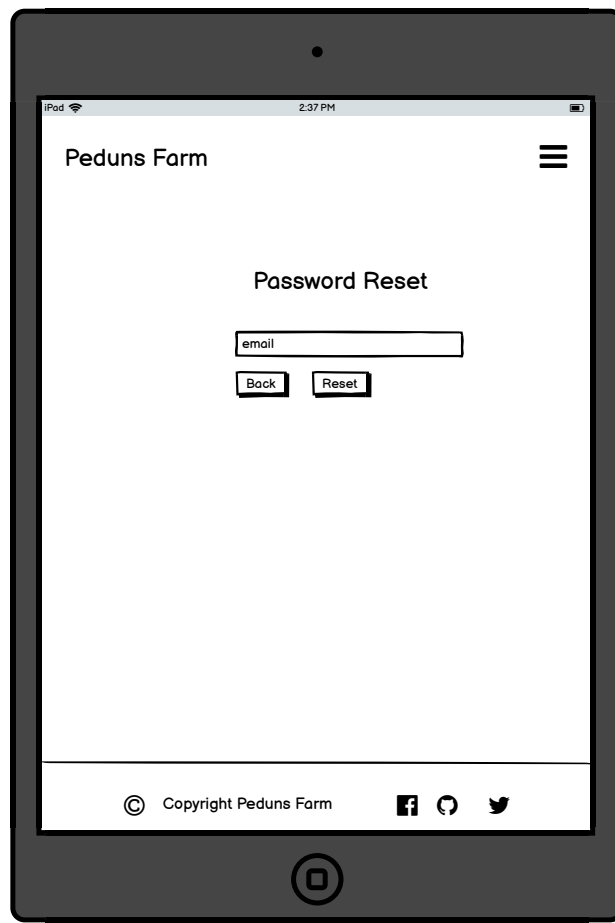 iPad 2:37 PM
Peduns Farm
Password Reset
email
Back Reset
© Copyright Peduns Farm